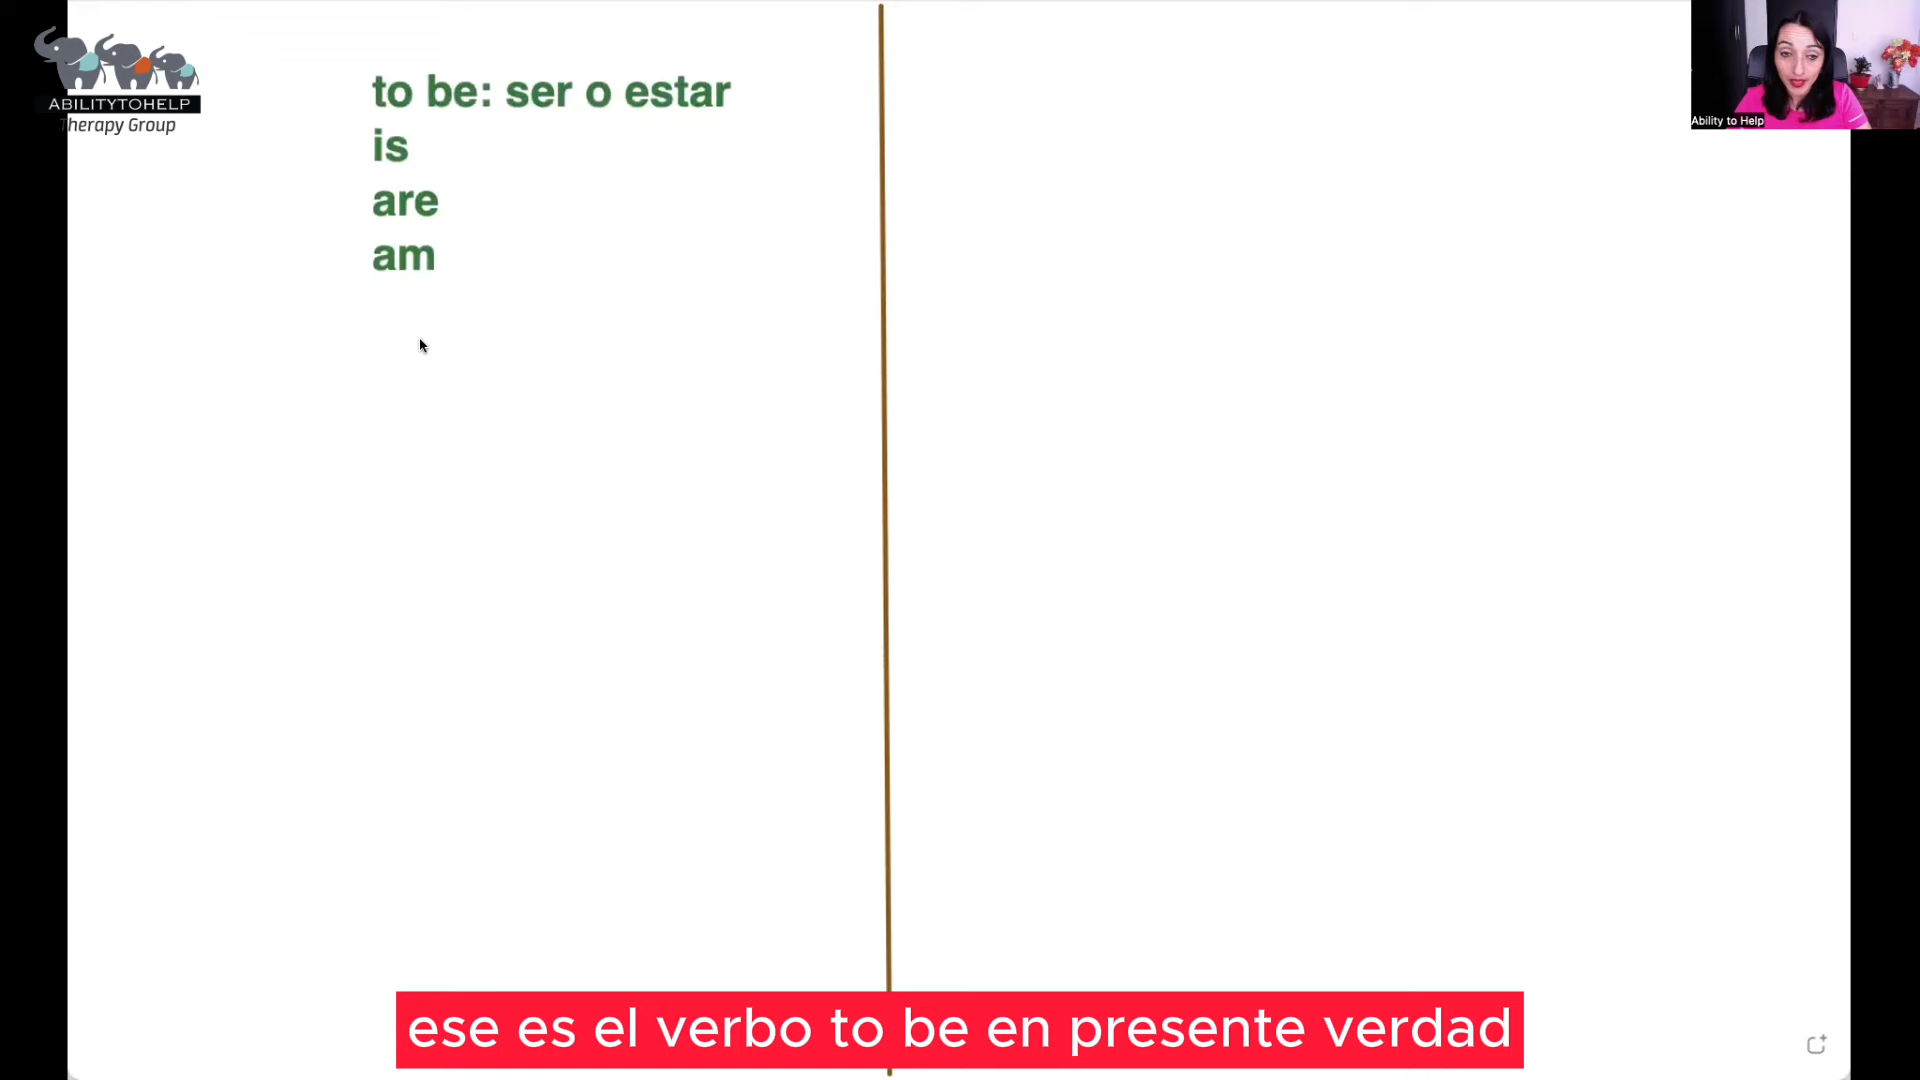 ABILITYTOHELP
Therapy Group
to be: ser o estar
is
are
am
Ability to Help
ese es el verbo to be en presente verdad